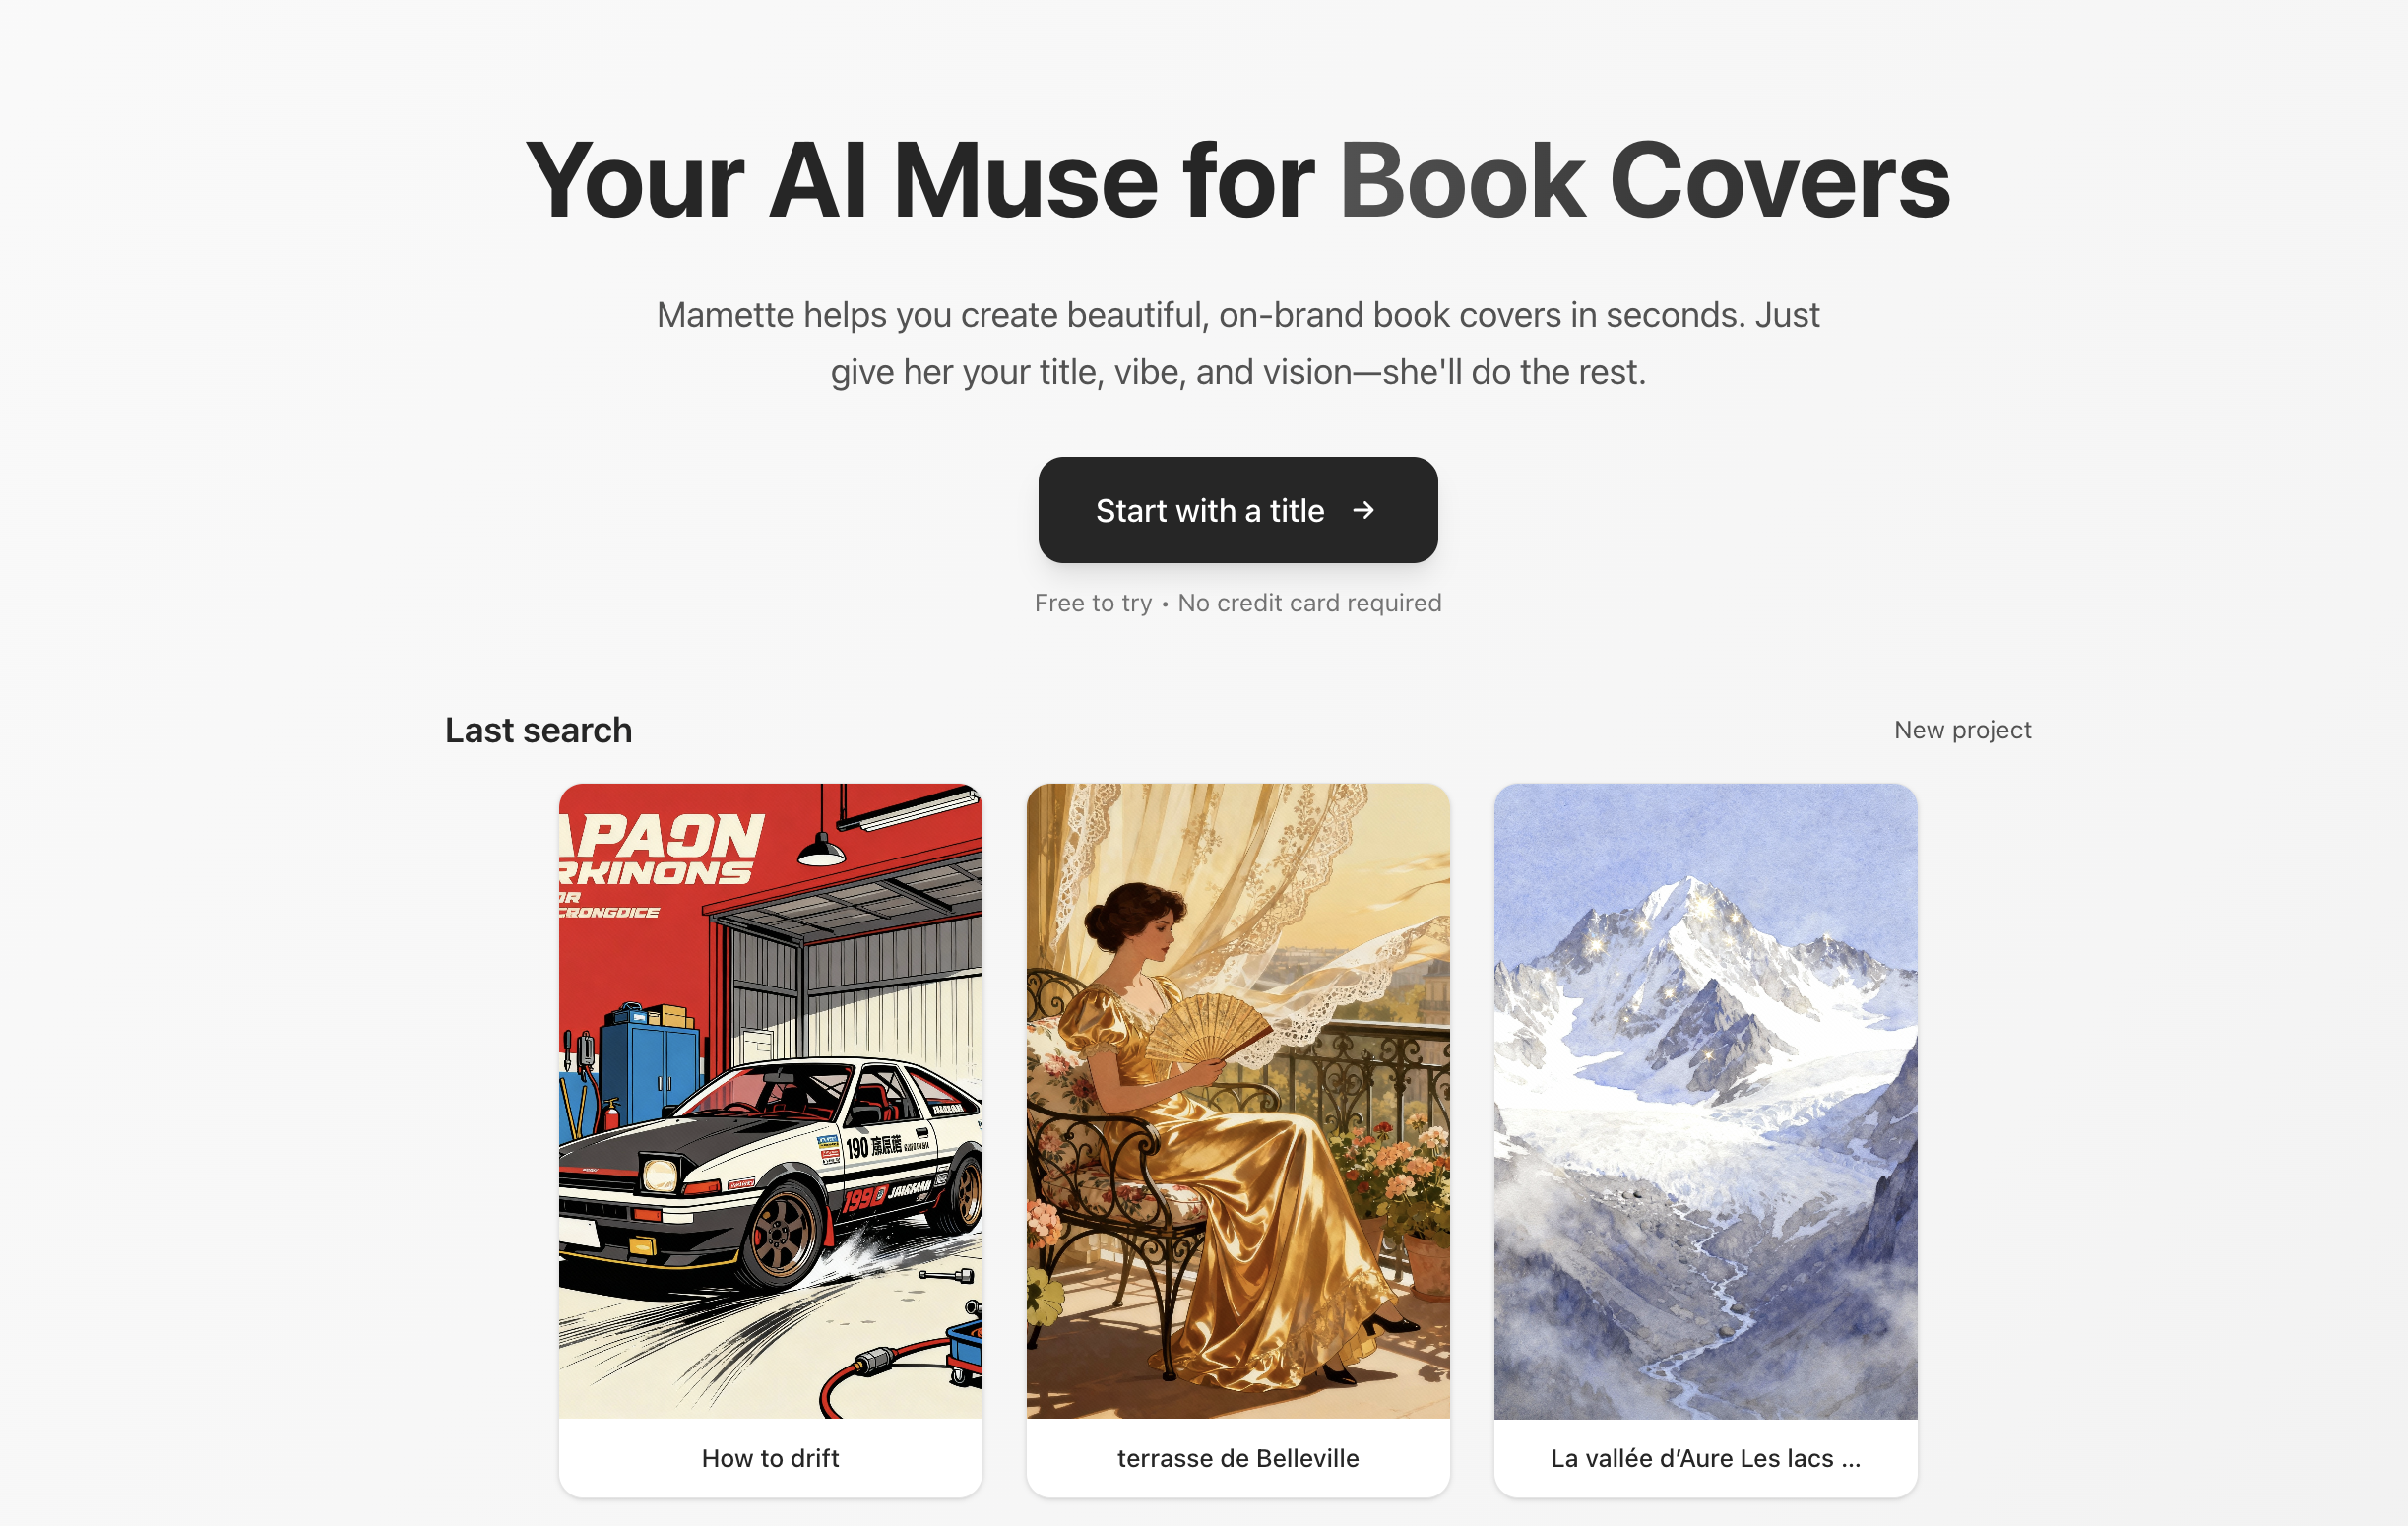 Your AI Muse for Book Covers
Mamette helps you create beautiful, on-brand book covers in seconds. Just
give her your title, vibe, and vision—she'll do the rest.
Start with a title →
Free to try • No credit card required
Last search
New project
APAON
RKINONS
OR
CRONGDICE
190
1990
How to drift
terrasse de Belleville
La vallée d’Aure Les lacs ...